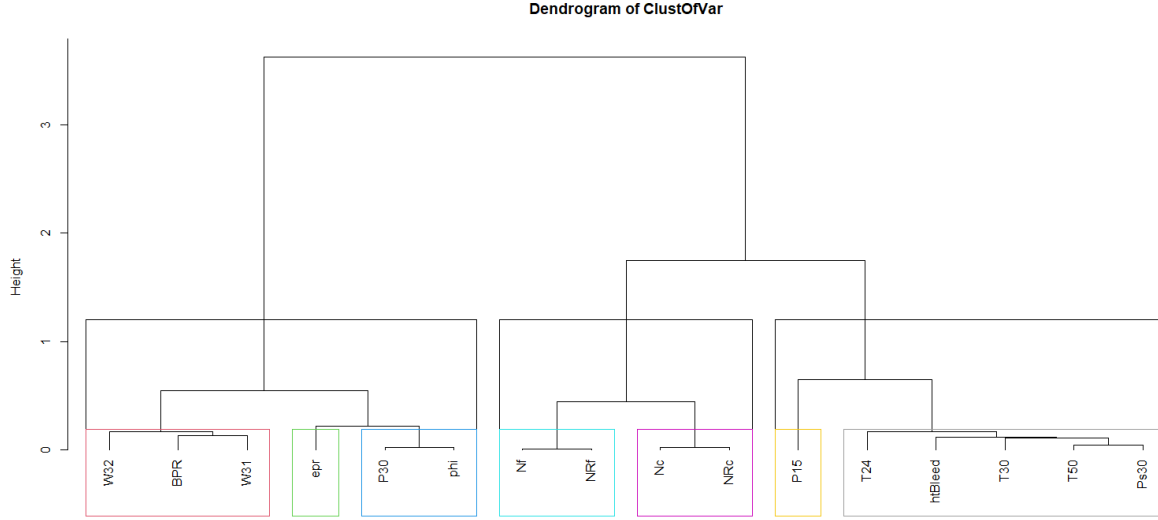 Dendrogram of ClustOfVar
Height
3
2
1
0
W32
BPR
W31
epr
P30
phi
Nf
NRf
Nc
NRc
P15
T24
htBleed
T30
T50
Ps30